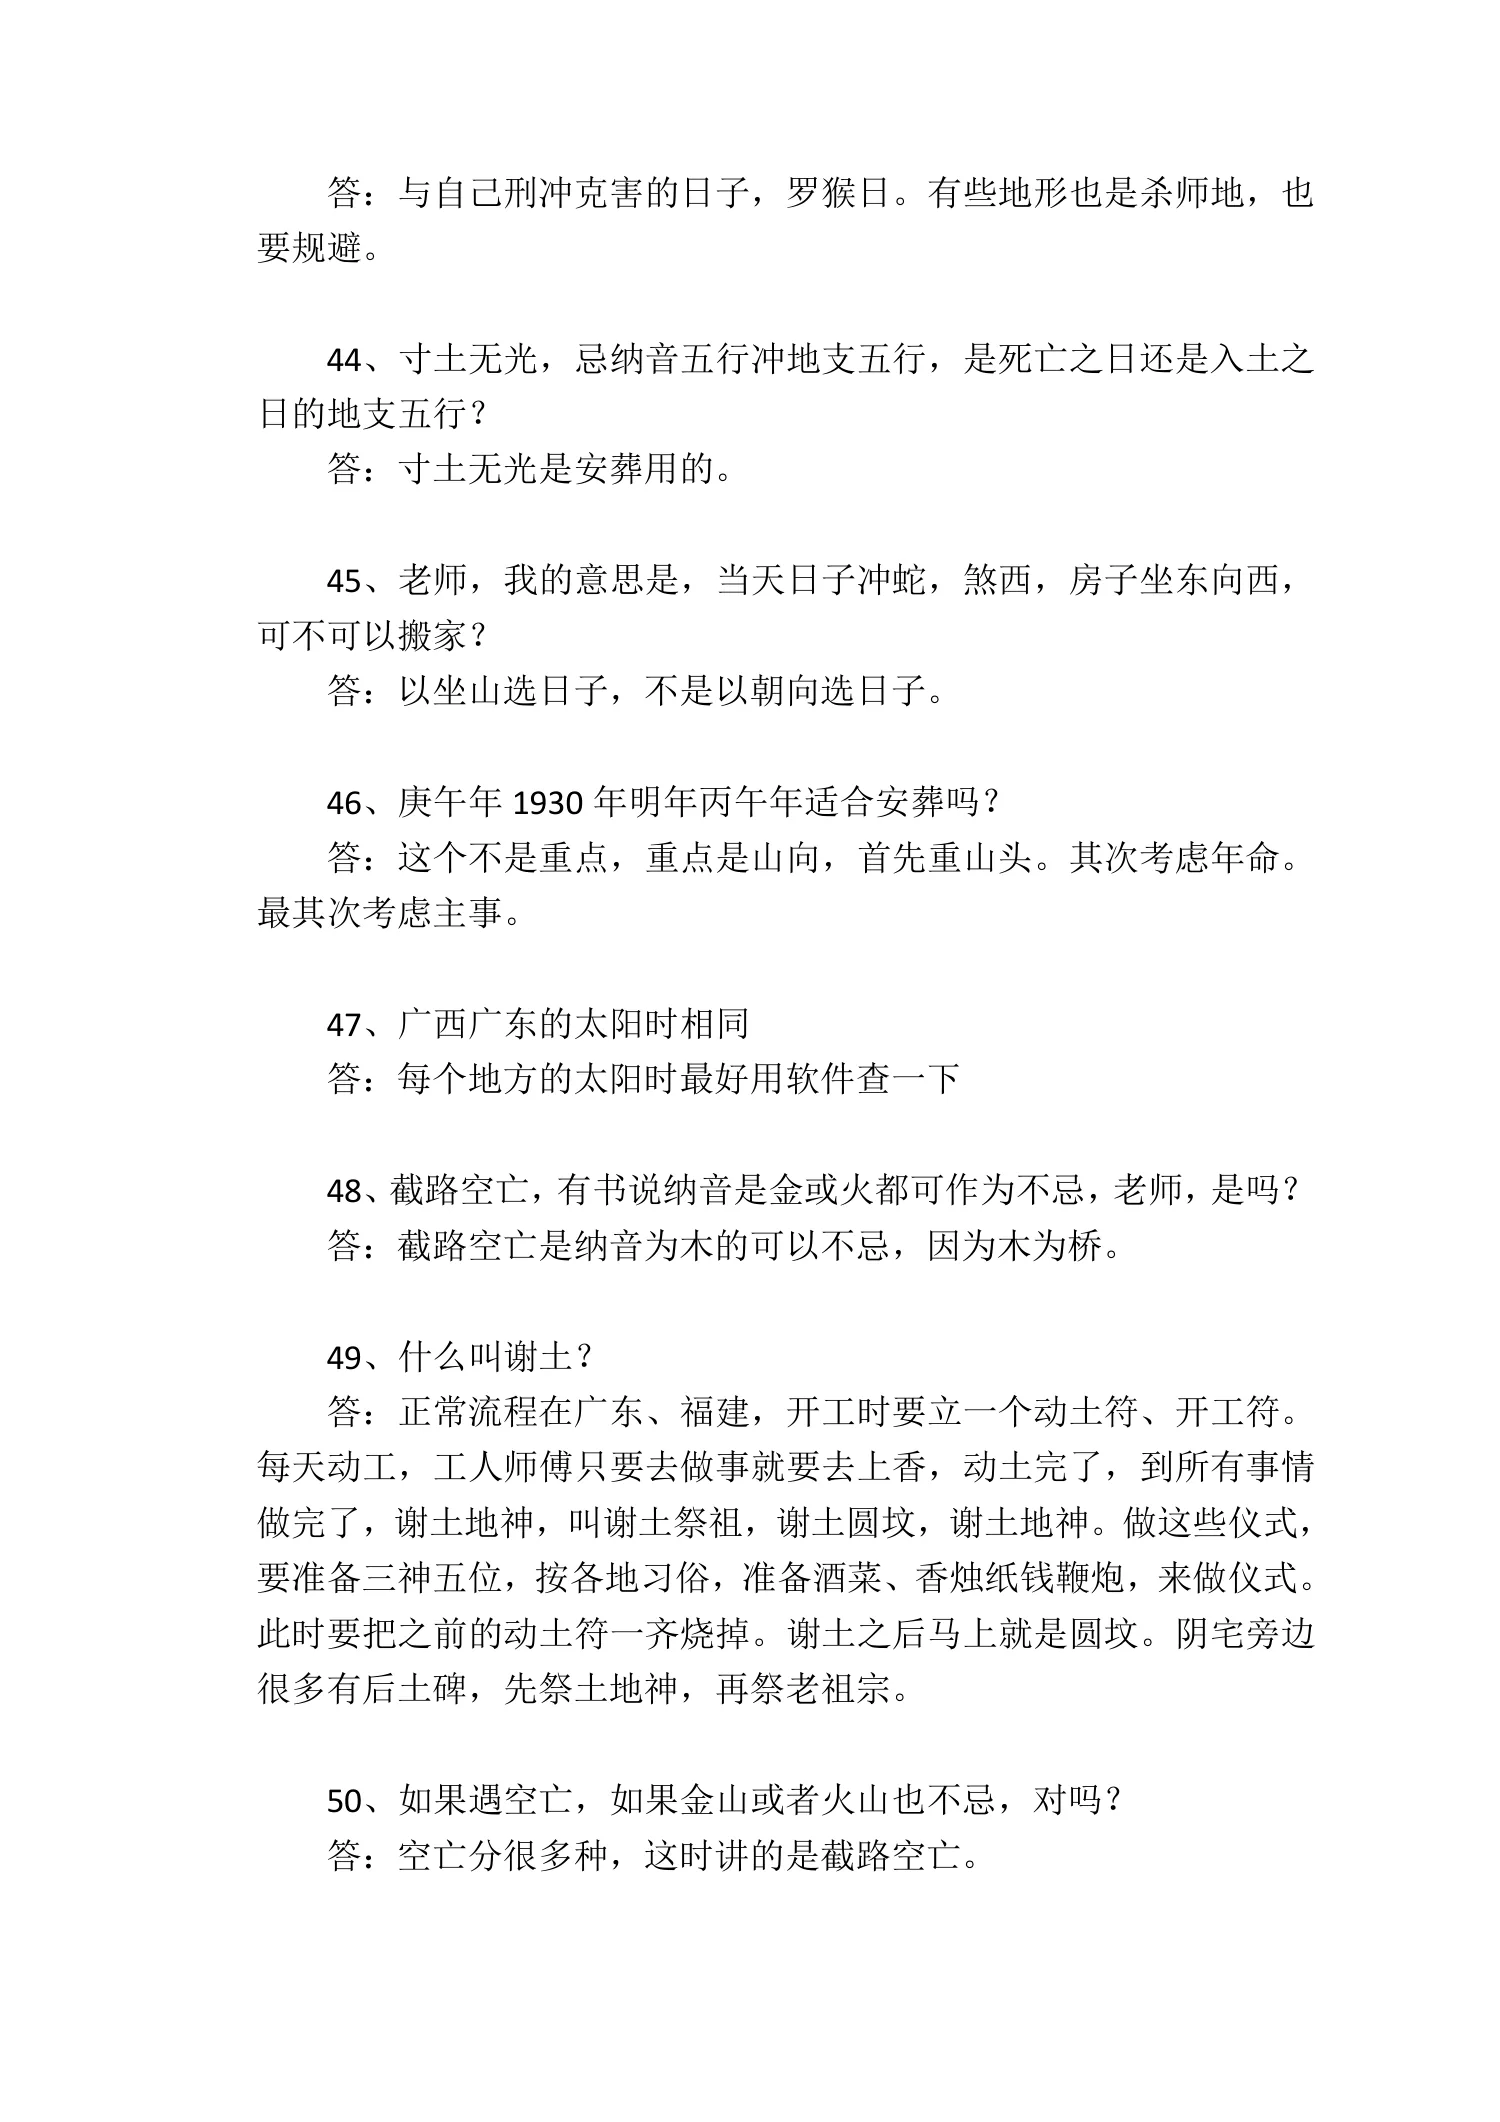 答：与自己刑冲克害的日子，罗猴日。有些地形也是杀师地，也
要规避。
44、寸土无光，忌纳音五行冲地支五行，是死亡之日还是入土之
日的地支五行？
答：寸土无光是安葬用的。
45、老师，我的意思是，当天日子冲蛇，煞西，房子坐东向西，
可不可以搬家？
答：以坐山选日子，不是以朝向选日子。
46、庚午年 1930 年明年丙午年适合安葬吗？
答：这个不是重点，重点是山向，首先重山头。其次考虑年命。
最其次考虑主事。
47、广西广东的太阳时相同
答：每个地方的太阳时最好用软件查一下
48、截路空亡，有书说纳音是金或火都可作为不忌，老师，是吗？
答：截路空亡是纳音为木的可以不忌，因为木为桥。
49、什么叫谢土？
答：正常流程在广东、福建，开工时要立一个动土符、开工符。
每天动工，工人师傅只要去做事就要去上香，动土完了，到所有事情
做完了，谢土地神，叫谢土祭祖，谢土圆坟，谢土地神。做这些仪式，
要准备三神五位，按各地习俗，准备酒菜、香烛纸钱鞭炮，来做仪式。
此时要把之前的动土符一齐烧掉。谢土之后马上就是圆坟。阴宅旁边
很多有后土碑，先祭土地神，再祭老祖宗。
50、如果遇空亡，如果金山或者火山也不忌，对吗？
答：空亡分很多种，这时讲的是截路空亡。